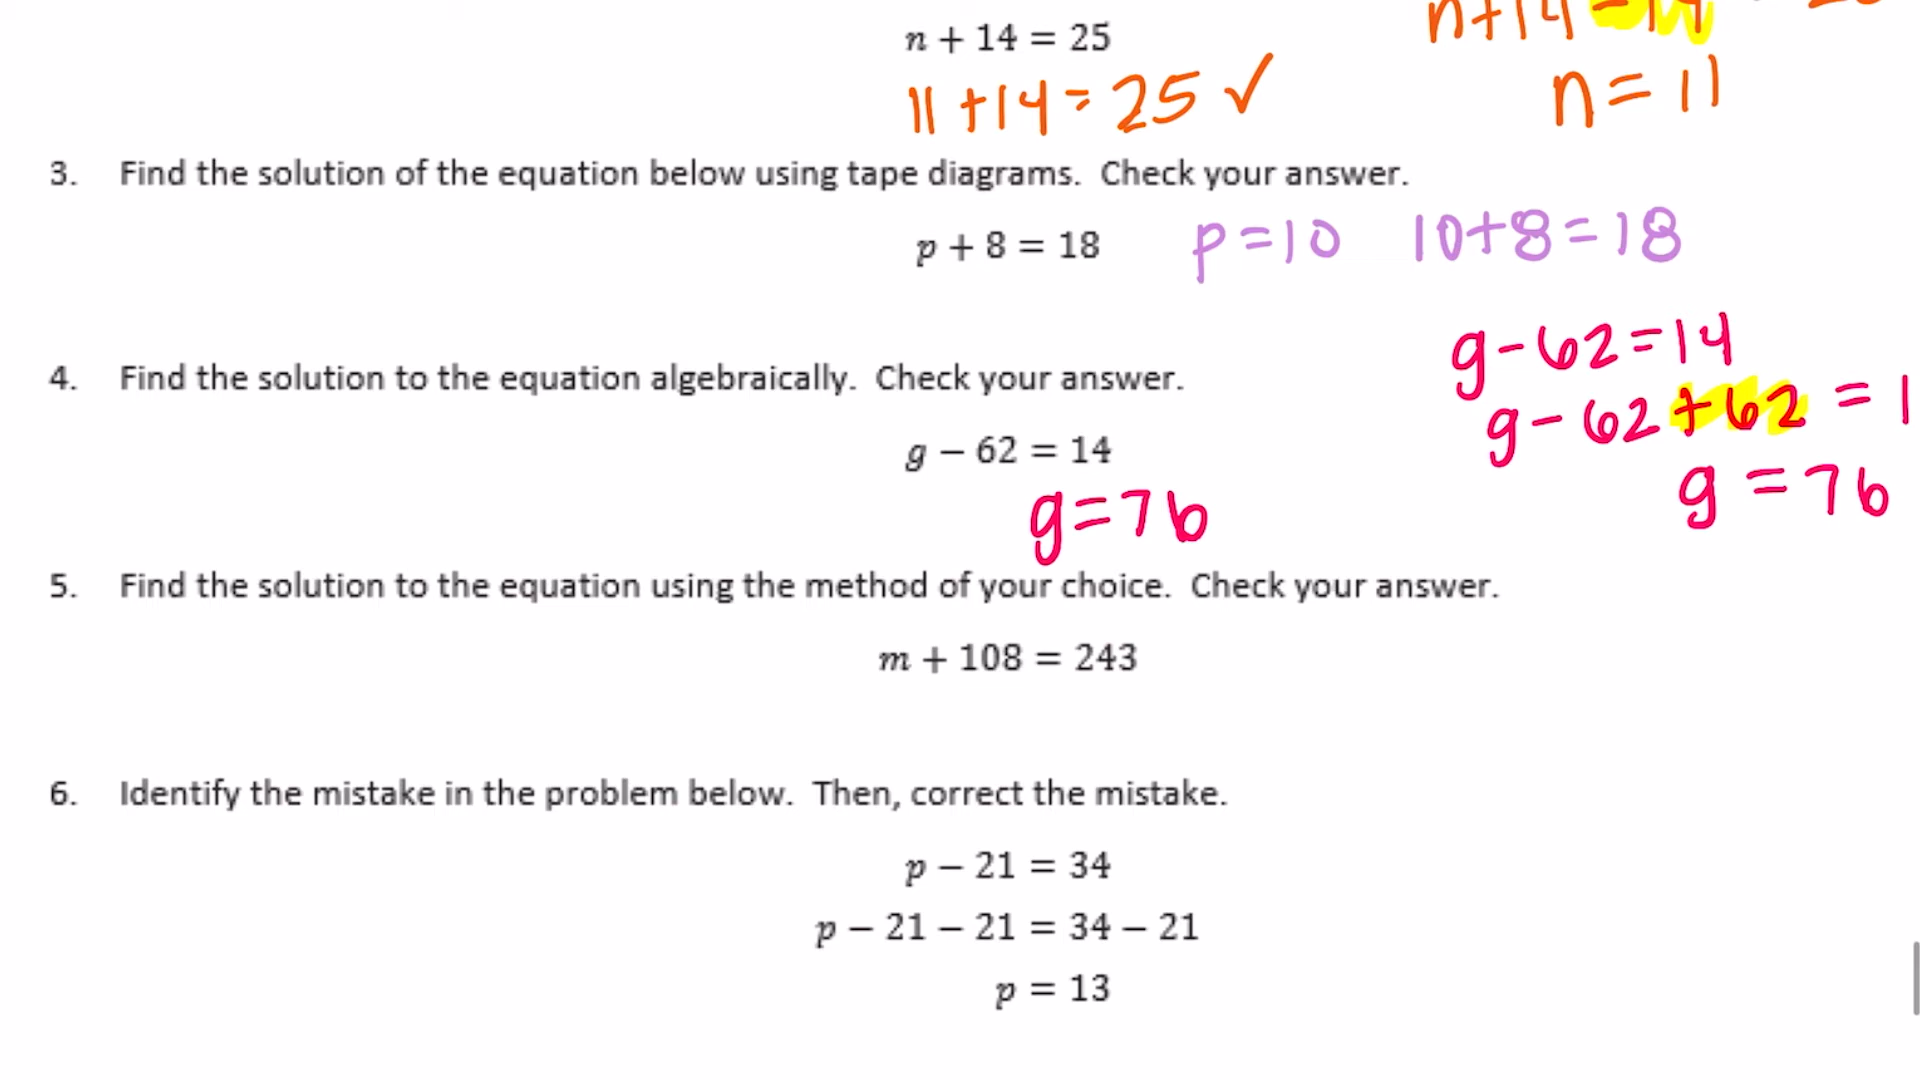 n + 14 = 25
n+14-14
11 +14 = 25 ✓
n = 11
3. Find the solution of the equation below using tape diagrams. Check your answer.
p + 8 = 18
p = 10
10+8 = 18
g - 62 = 14
4. Find the solution to the equation algebraically. Check your answer.
g - 62 + 62 = 1
g − 62 = 14
g = 76
g = 76
5. Find the solution to the equation using the method of your choice. Check your answer.
m + 108 = 243
6. Identify the mistake in the problem below. Then, correct the mistake.
p − 21 = 34
p − 21 − 21 = 34 − 21
p = 13